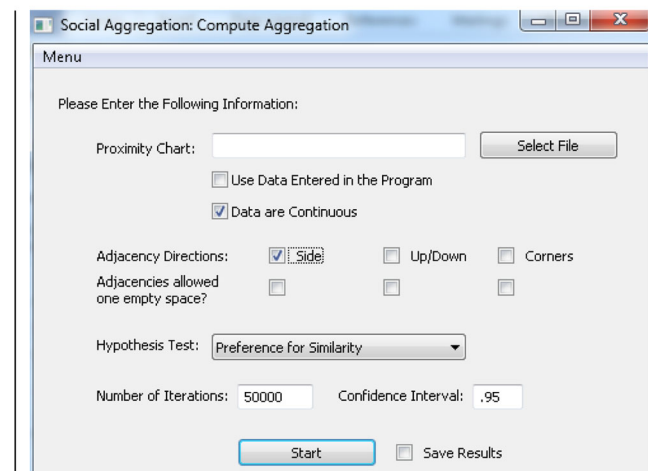 Social Aggregation: Compute Aggregation
Menu
Please Enter the Following Information:
Proximity Chart:
Select File
Use Data Entered in the Program
Data are Continuous
Adjacency Directions: Side Up/Down Corners
Adjacencies allowed
one empty space?
Hypothesis Test: Preference for Similarity
Number of Iterations: 50000 Confidence Interval: .95
Start Save Results